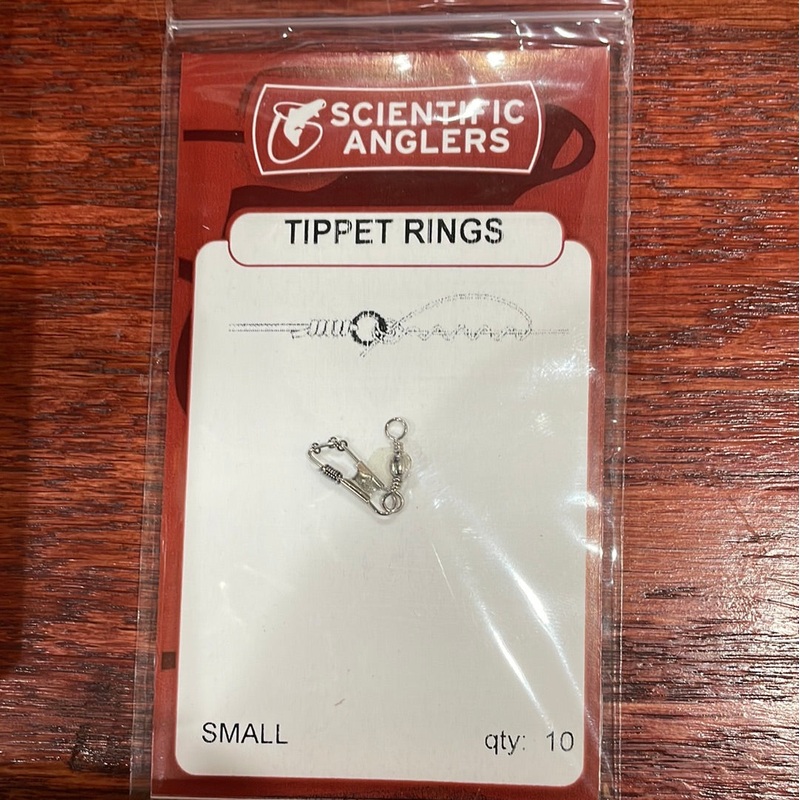 SCIENTIFIC
ANGLERS
TIPPET RINGS
SMALL
qty: 10